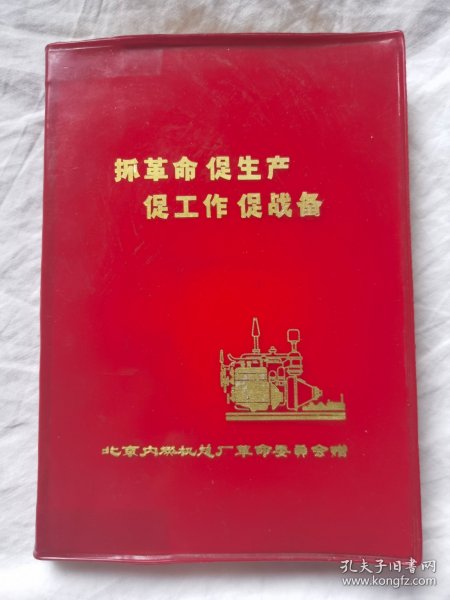 抓革命 促生产
促工作 促战备
北京内燃机总厂革命委员会赠
孔夫子旧书网
www.kongfz.com